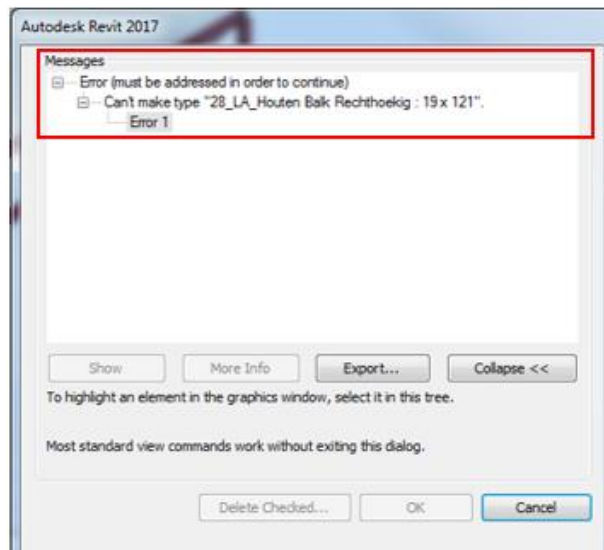 Autodesk Revit 2017
Messages
Error (must be addressed in order to continue)
Can't make type "28_LA_Houten Balk Rechthoekig : 19 x 121".
Error 1
Show More Info Export... Collapse <<
To highlight an element in the graphics window, select it in this tree.
Most standard view commands work without exiting this dialog.
Delete Checked... OK Cancel